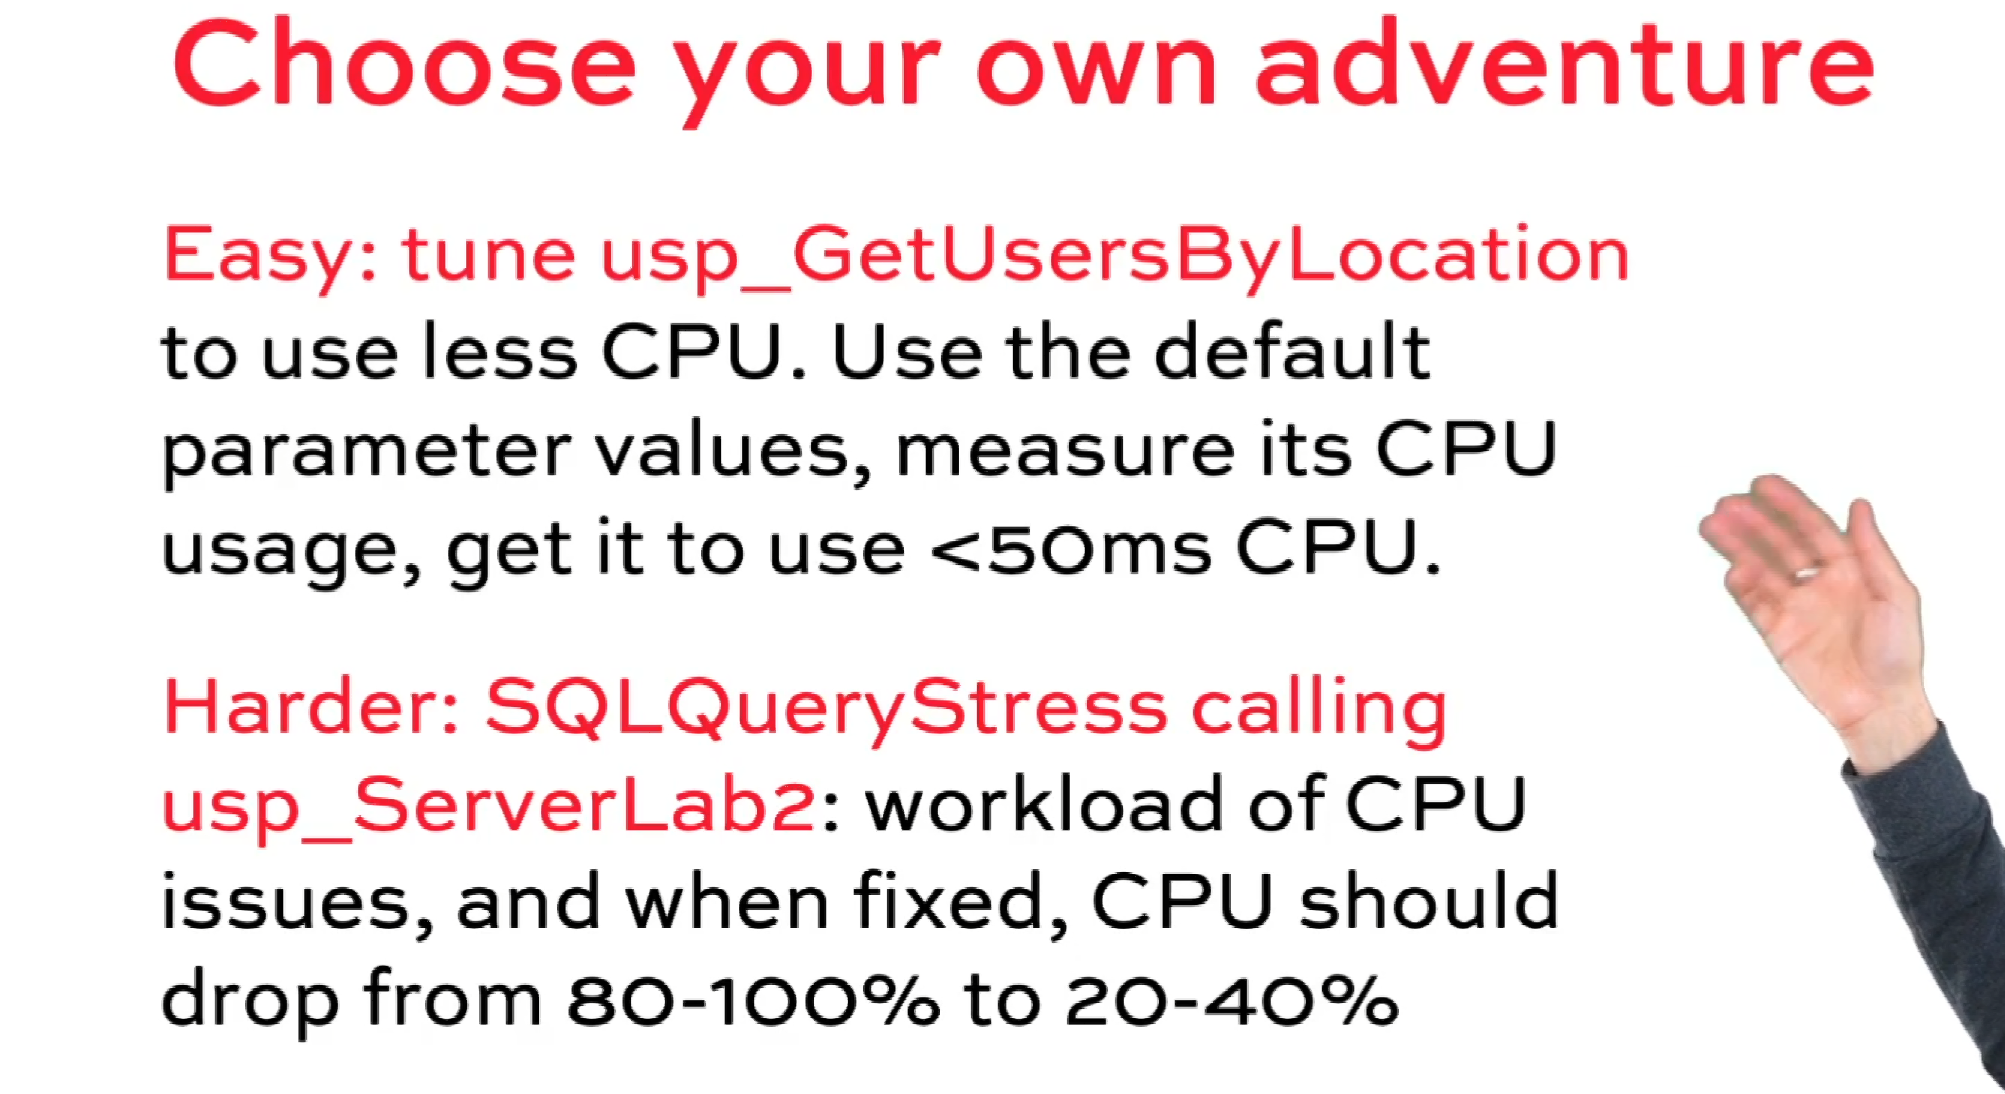 Choose your own adventure
Easy: tune usp_GetUsersByLocation
to use less CPU. Use the default
parameter values, measure its CPU
usage, get it to use <50ms CPU.
Harder: SQLQueryStress calling
usp_ServerLab2: workload of CPU
issues, and when fixed, CPU should
drop from 80-100% to 20-40%